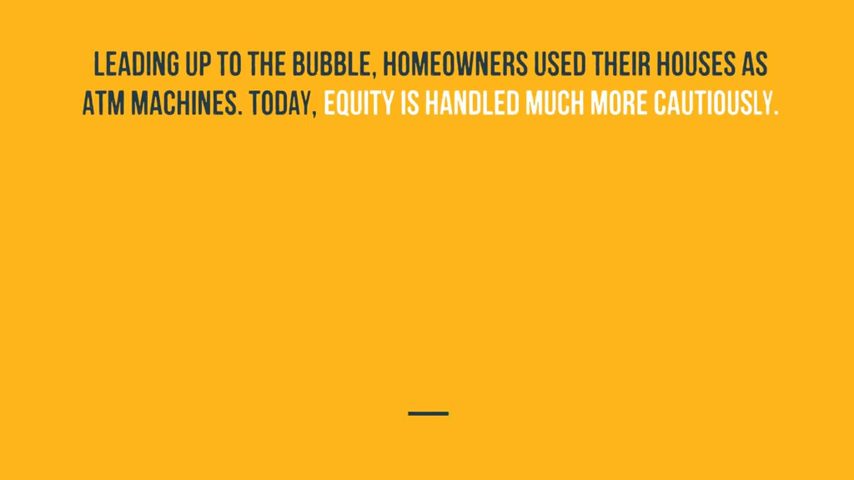 LEADING UP TO THE BUBBLE, HOMEOWNERS USED THEIR HOUSES AS
ATM MACHINES. TODAY, EQUITY IS HANDLED MUCH MORE CAUTIOUSLY.